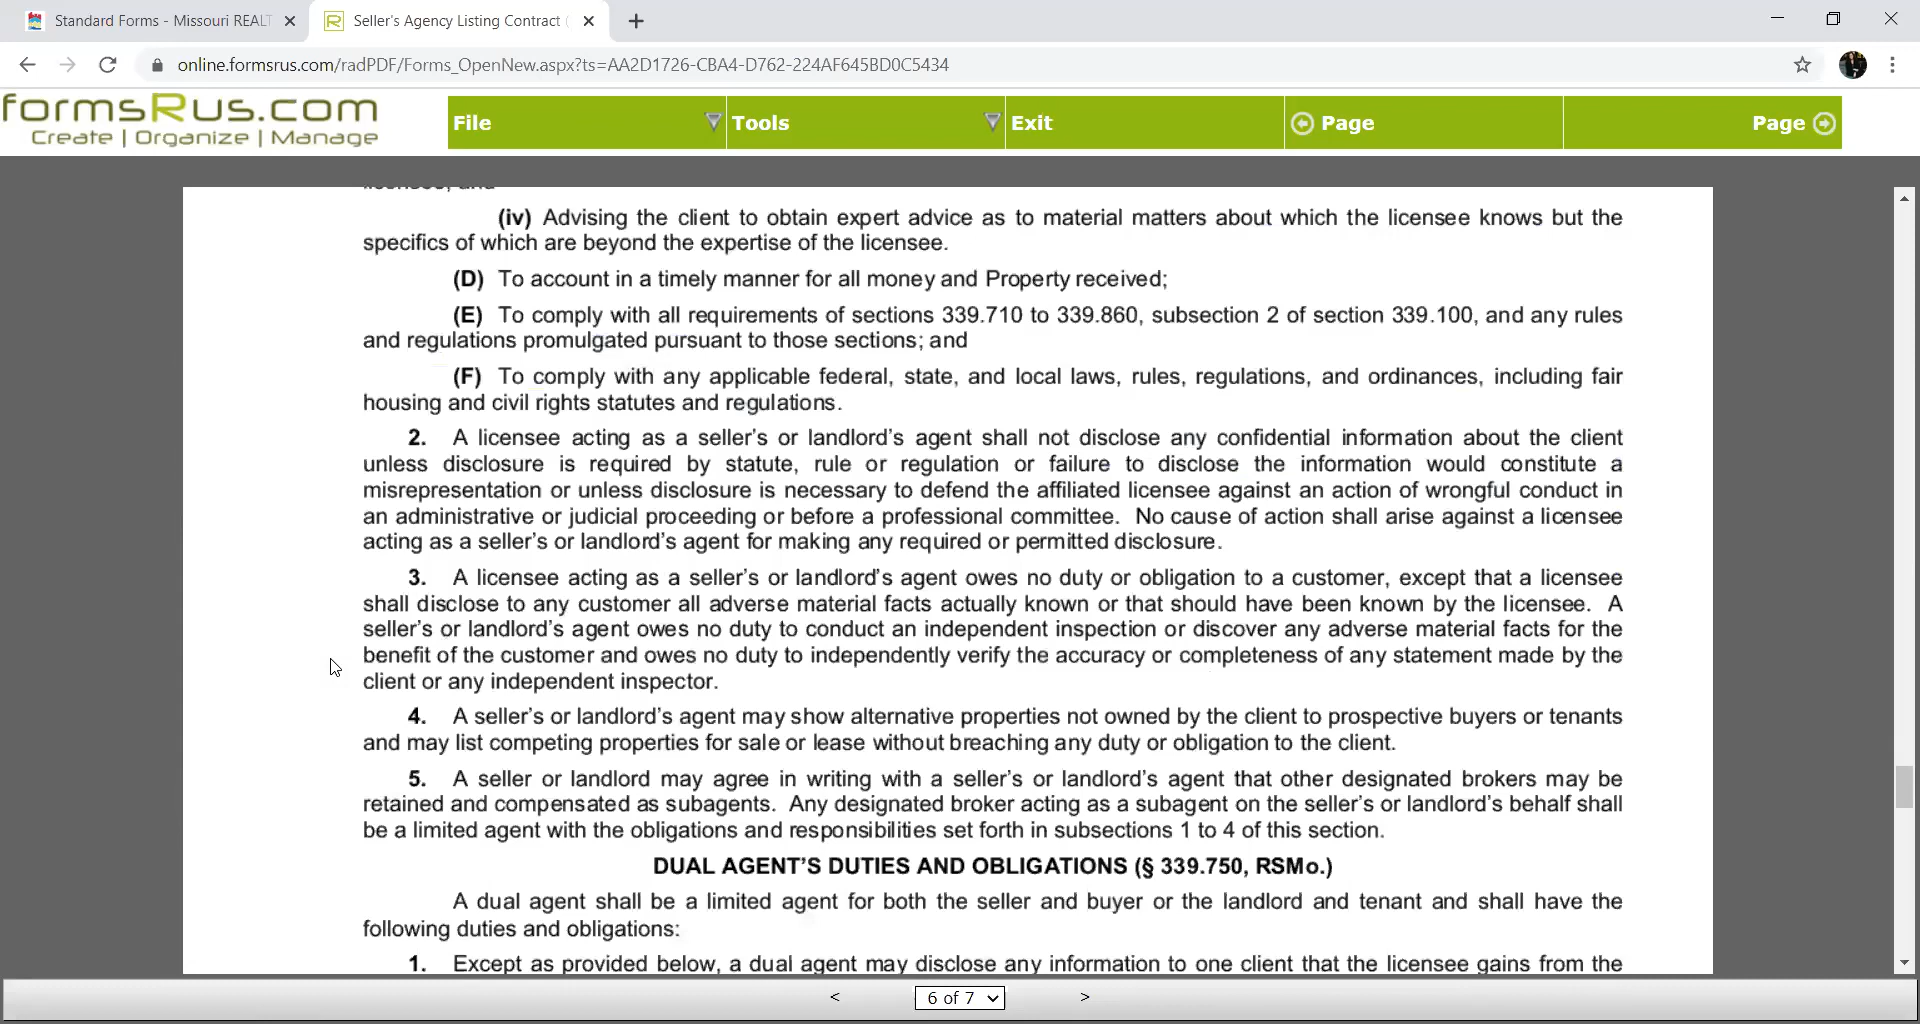 Standard Forms - Missouri REALT
Seller's Agency Listing Contract
online.formsrus.com/radPDF/Forms_OpenNew.aspx?ts=AA2D1726-CBA4-D762-224AF645BD0C5434
formsRus.com
Create | Organize | Manage
File
Tools
Exit
Page
Page
licensee; and
(iv) Advising the client to obtain expert advice as to material matters about which the licensee knows but the
specifics of which are beyond the expertise of the licensee.
(D) To account in a timely manner for all money and Property received;
(E) To comply with all requirements of sections 339.710 to 339.860, subsection 2 of section 339.100, and any rules
and regulations promulgated pursuant to those sections; and
(F) To comply with any applicable federal, state, and local laws, rules, regulations, and ordinances, including fair
housing and civil rights statutes and regulations.
2. A licensee acting as a seller's or landlord's agent shall not disclose any confidential information about the client
unless disclosure is required by statute, rule or regulation or failure to disclose the information would constitute a
misrepresentation or unless disclosure is necessary to defend the affiliated licensee against an action of wrongful conduct in
an administrative or judicial proceeding or before a professional committee. No cause of action shall arise against a licensee
acting as a seller's or landlord's agent for making any required or permitted disclosure.
3. A licensee acting as a seller's or landlord's agent owes no duty or obligation to a customer, except that a licensee
shall disclose to any customer all adverse material facts actually known or that should have been known by the licensee. A
seller's or landlord's agent owes no duty to conduct an independent inspection or discover any adverse material facts for the
benefit of the customer and owes no duty to independently verify the accuracy or completeness of any statement made by the
client or any independent inspector.
4. A seller's or landlord's agent may show alternative properties not owned by the client to prospective buyers or tenants
and may list competing properties for sale or lease without breaching any duty or obligation to the client.
5. A seller or landlord may agree in writing with a seller's or landlord's agent that other designated brokers may be
retained and compensated as subagents. Any designated broker acting as a subagent on the seller's or landlord's behalf shall
be a limited agent with the obligations and responsibilities set forth in subsections 1 to 4 of this section.
DUAL AGENT'S DUTIES AND OBLIGATIONS (§ 339.750, RSMo.)
A dual agent shall be a limited agent for both the seller and buyer or the landlord and tenant and shall have the
following duties and obligations:
1. Except as provided below, a dual agent may disclose any information to one client that the licensee gains from the
< 6 of 7 >